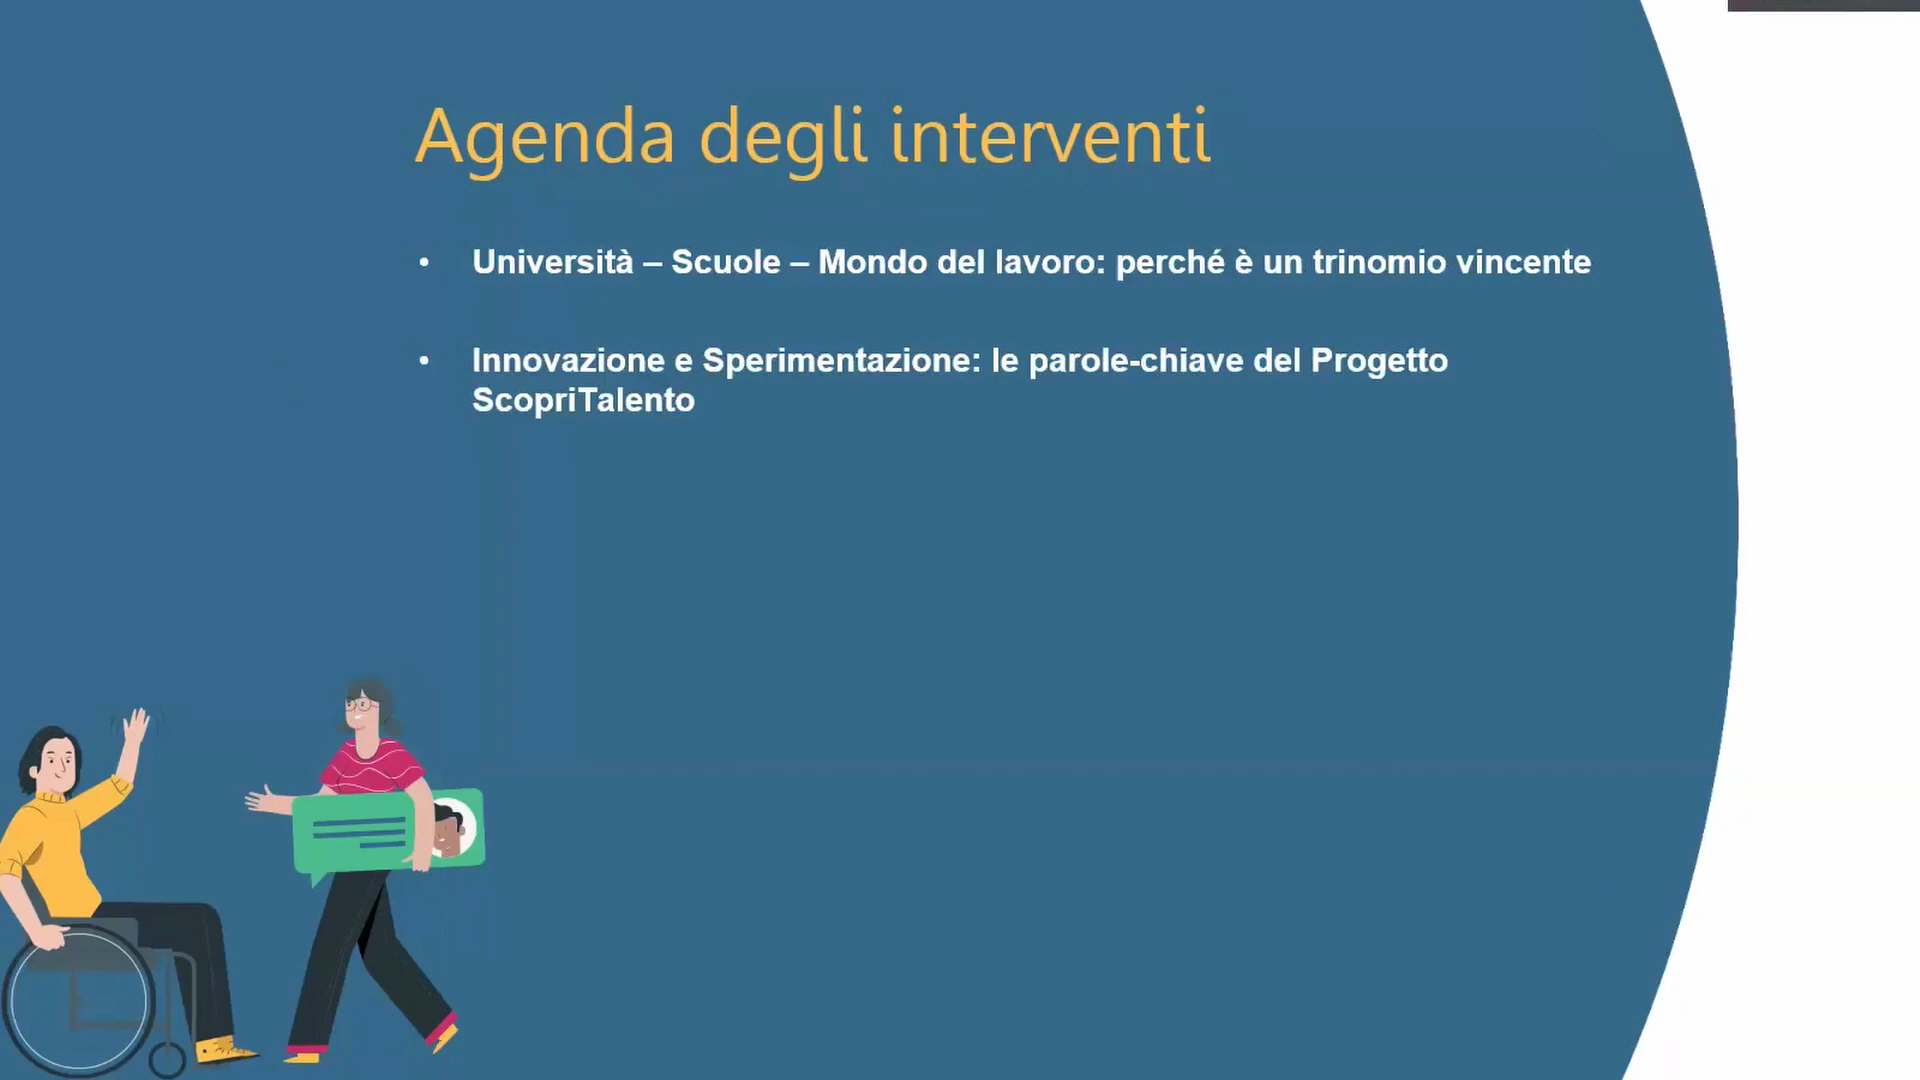 Agenda degli interventi
• Università – Scuole – Mondo del lavoro: perché è un trinomio vincente
• Innovazione e Sperimentazione: le parole-chiave del Progetto
ScopriTalento